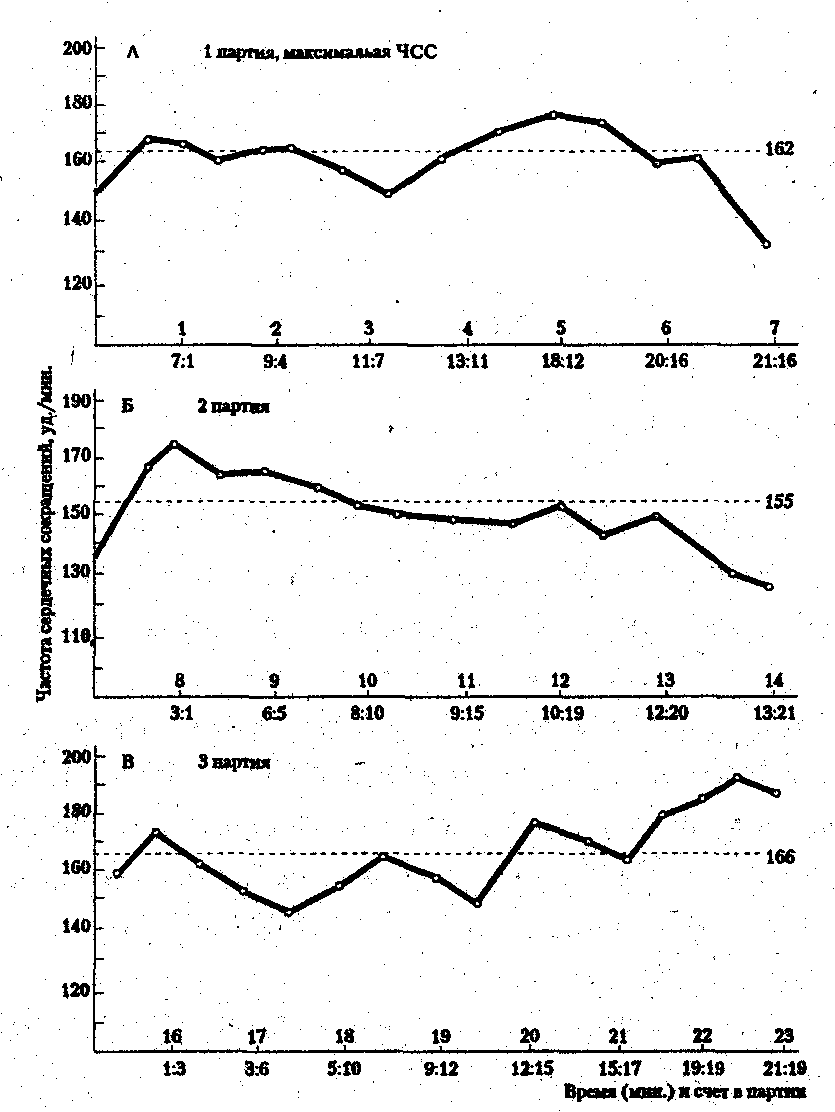 200
А 1 партия, максимальая ЧСС
180
160
162
140
120
1 2 3 4 5 6 7
7:1 9:4 11:7 13:11 18:12 20:16 21:16
Частота сердечных сокращений, уд./мин.
190
Б 2 партия
170
150
155
130
110
8 9 10 11 12 13 14
3:1 6:5 8:10 9:15 10:19 12:20 13:21
200
В 3 партия
180
160
166
140
120
16 17 18 19 20 21 22 23
1:3 3:6 5:10 9:12 12:15 15:17 19:19 21:19
Время (мин.) и счет в партии